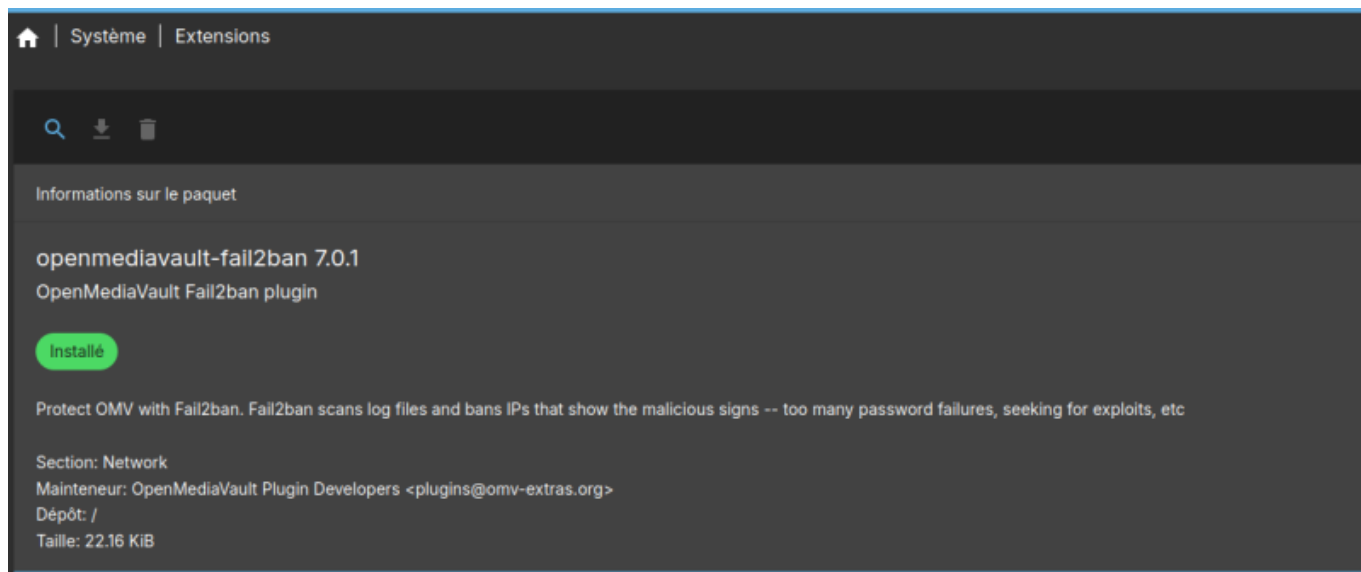 | Système | Extensions
Informations sur le paquet
openmediavault-fail2ban 7.0.1
OpenMediaVault Fail2ban plugin
Installé
Protect OMV with Fail2ban. Fail2ban scans log files and bans IPs that show the malicious signs -- too many password failures, seeking for exploits, etc
Section: Network
Mainteneur: OpenMediaVault Plugin Developers <plugins@omv-extras.org>
Dépôt: /
Taille: 22.16 KiB